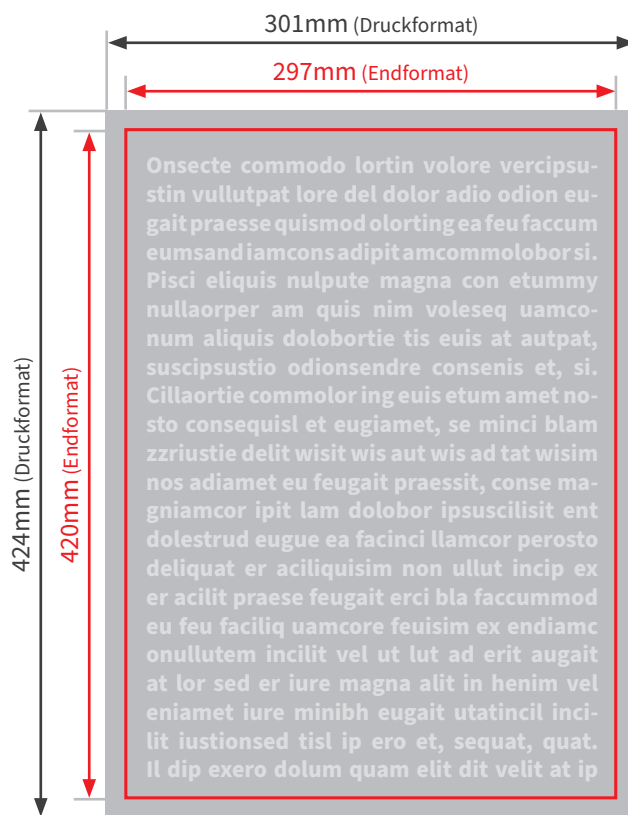 301mm (Druckformat)
297mm (Endformat)
424mm (Druckformat)
420mm (Endformat)
Onsecte commodo lortin volore vercipsu-
stin vullutpat lore del dolor adio odion eu-
gait praesse quismod olorting ea feu faccum
eumsand iamcons adipit amcommolobor si.
Pisci eliquis nulpute magna con etummy
nullaorper am quis nim voleseq uamco-
num aliquis dolobortie tis euis at autpat,
suscipsustio odionsendre consenis et, si.
Cillaortie commolor ing euis etum amet no-
sto consequisl et eugiamet, se minci blam
zzriustie delit wisit wis aut wis ad tat wisim
nos adiamet eu feugait praessit, conse ma-
gniamcor ipit lam dolobor ipsuscilisit ent
dolestrud eugue ea facinci llamcor perosto
deliquat er aciliquisim non ullut incip ex
er acilit praese feugait erci bla faccummod
eu feu faciliq uamcore feuisim ex endiamc
onullutem incilit vel ut lut ad erit augait
at lor sed er iure magna alit in henim vel
eniamet iure minibh eugait utatincil inci-
lit iustionsed tisl ip ero et, sequat, quat.
Il dip exero dolum quam elit dit velit at ip